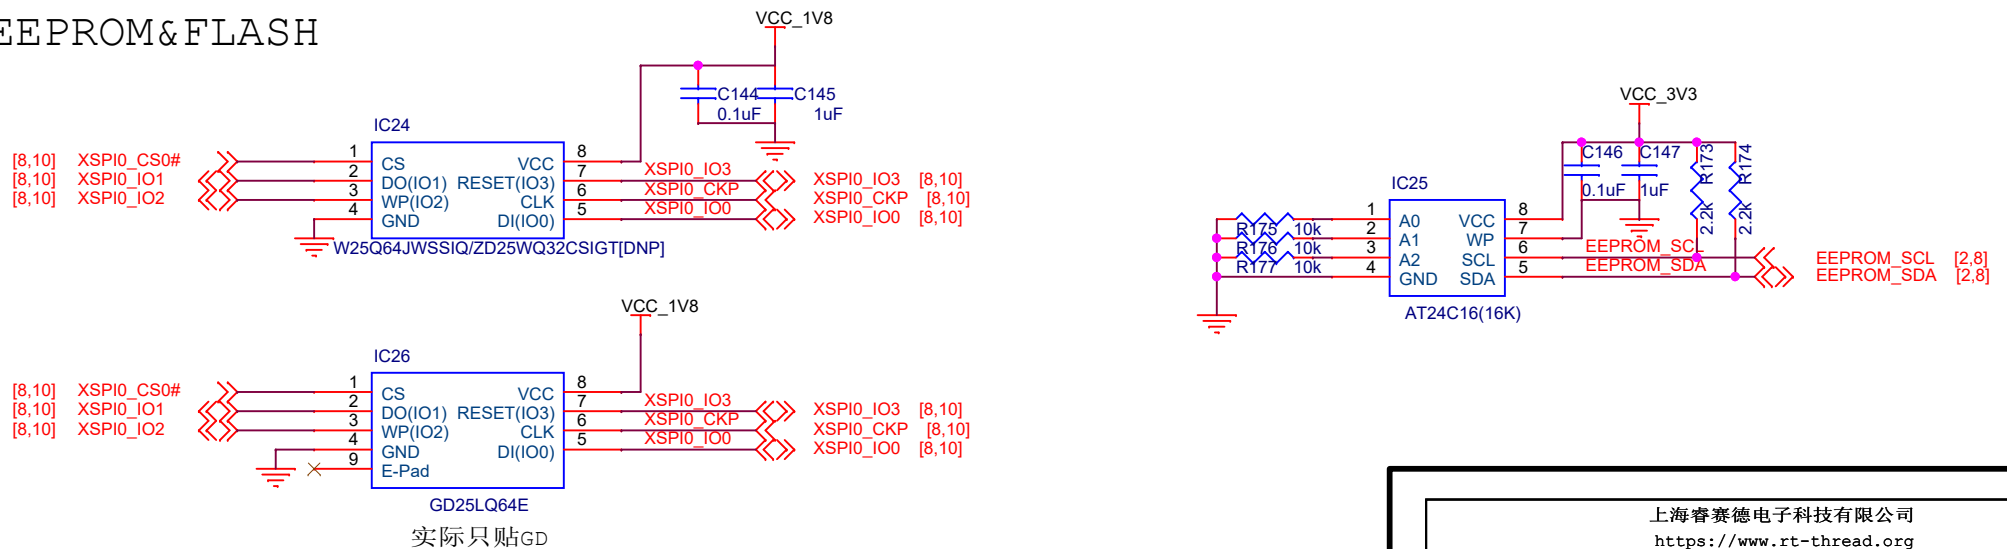 EEPROM&FLASH
VCC_1V8
C144
0.1uF
C145
1uF
IC24
[8,10] XSPI0_CS0#
[8,10] XSPI0_IO1
[8,10] XSPI0_IO2
1 CS VCC 8
2 DO(IO1) RESET(IO3) 7
3 WP(IO2) CLK 6
4 GND DI(IO0) 5
XSPI0_IO3
XSPI0_CKP
XSPI0_IO0
XSPI0_IO3 [8,10]
XSPI0_CKP [8,10]
XSPI0_IO0 [8,10]
W25Q64JWSSIQ/ZD25WQ32CSIGT[DNP]
VCC_1V8
IC26
[8,10] XSPI0_CS0#
[8,10] XSPI0_IO1
[8,10] XSPI0_IO2
1 CS VCC 8
2 DO(IO1) RESET(IO3) 7
3 WP(IO2) CLK 6
4 GND DI(IO0) 5
9 E-Pad
XSPI0_IO3
XSPI0_CKP
XSPI0_IO0
XSPI0_IO3 [8,10]
XSPI0_CKP [8,10]
XSPI0_IO0 [8,10]
GD25LQ64E
实际只贴GD
VCC_3V3
C146
0.1uF
C147
1uF
R173
2.2K
R174
2.2K
IC25
R175 10k
R176 10k
R177 10k
1 A0 VCC 8
2 A1 WP 7
3 A2 SCL 6
4 GND SDA 5
EEPROM_SCL
EEPROM_SDA
EEPROM_SCL [2,8]
EEPROM_SDA [2,8]
AT24C16(16K)
上海睿赛德电子科技有限公司
https://www.rt-thread.org